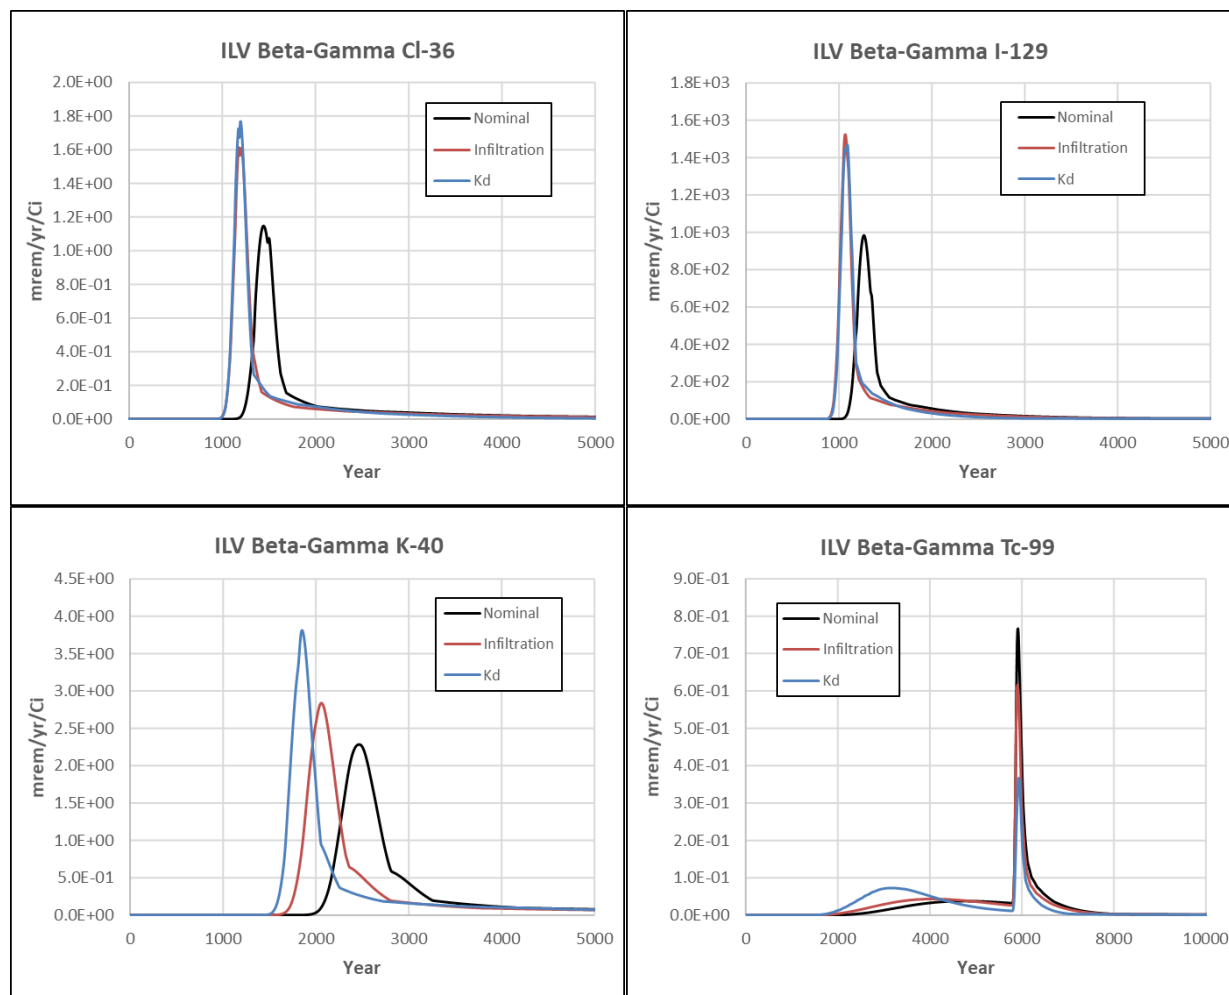 ILV Beta-Gamma Cl-36
2.0E+00
1.8E+00
1.6E+00
1.4E+00
1.2E+00
1.0E+00
8.0E-01
6.0E-01
4.0E-01
2.0E-01
0.0E+00
mrem/yr/Ci
Nominal
Infiltration
Kd
0 1000 2000 3000 4000 5000
Year
ILV Beta-Gamma I-129
1.8E+03
1.6E+03
1.4E+03
1.2E+03
1.0E+03
8.0E+02
6.0E+02
4.0E+02
2.0E+02
0.0E+00
mrem/yr/Ci
Nominal
Infiltration
Kd
0 1000 2000 3000 4000 5000
Year
ILV Beta-Gamma K-40
4.5E+00
4.0E+00
3.5E+00
3.0E+00
2.5E+00
2.0E+00
1.5E+00
1.0E+00
5.0E-01
0.0E+00
mrem/yr/Ci
Nominal
Infiltration
Kd
0 1000 2000 3000 4000 5000
Year
ILV Beta-Gamma Tc-99
9.0E-01
8.0E-01
7.0E-01
6.0E-01
5.0E-01
4.0E-01
3.0E-01
2.0E-01
1.0E-01
0.0E+00
mrem/yr/Ci
Nominal
Infiltration
Kd
0 2000 4000 6000 8000 10000
Year